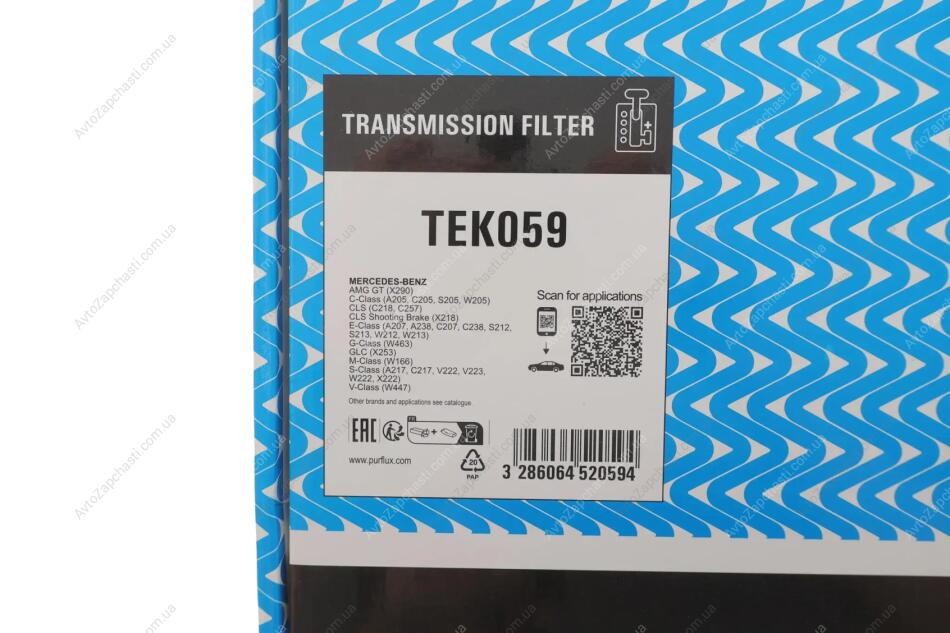 TRANSMISSION FILTER
TEK059
MERCEDES-BENZ
AMG GT (X290)
C-Class (A205, C205, S205, W205)
CLS (C218, C257)
CLS Shooting Brake (X218)
E-Class (A207, A238, C207, C238, S212,
S213, W212, W213)
G-Class (W463)
GLC (X253)
M-Class (W166)
S-Class (A217, C217, V222, V223,
W222, X222)
V-Class (W447)
Other brands and applications see catalogue.
Scan for applications
EAC
FR
www.purflux.com
20
PAP
3 286064 520594
AvtoZapchasti.com.ua